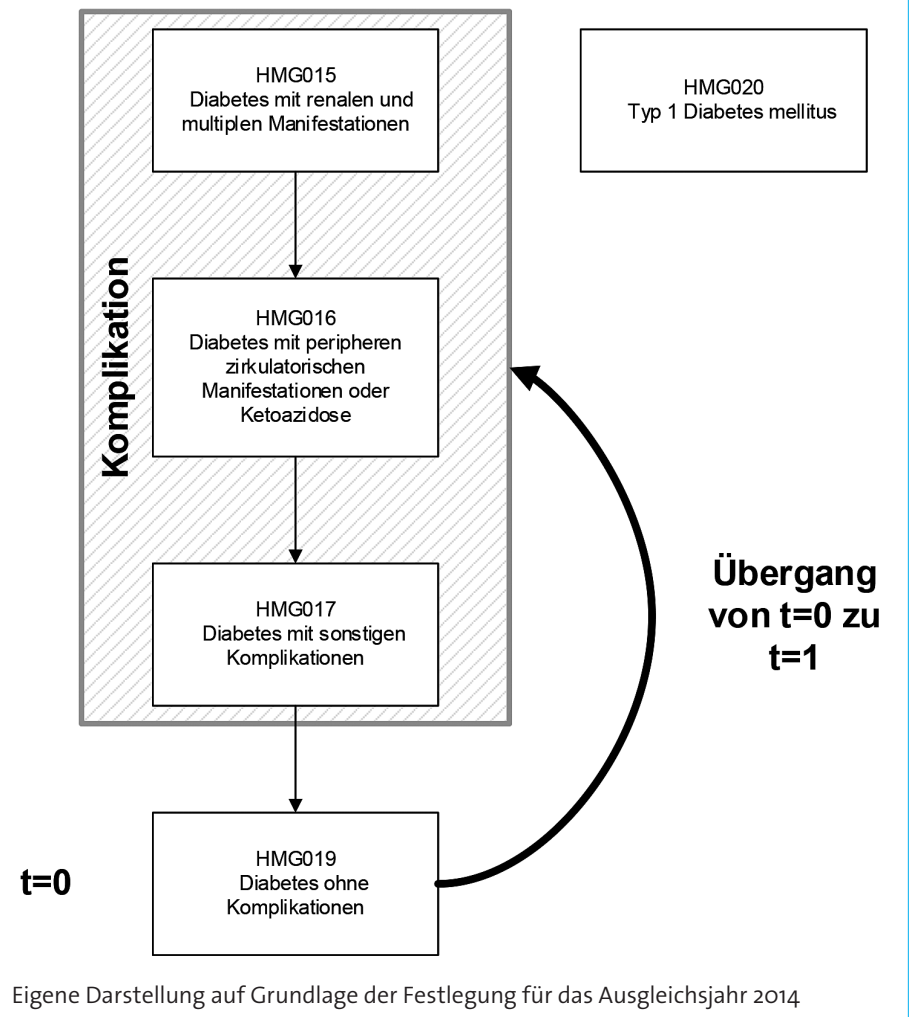 HMG015
Diabetes mit renalen und
multiplen Manifestationen
HMG020
Typ 1 Diabetes mellitus
Komplikation
HMG016
Diabetes mit peripheren
zirkulatorischen
Manifestationen oder
Ketoazidose
HMG017
Diabetes mit sonstigen
Komplikationen
Übergang
von t=0 zu
t=1
t=0
HMG019
Diabetes ohne
Komplikationen
Eigene Darstellung auf Grundlage der Festlegung für das Ausgleichsjahr 2014